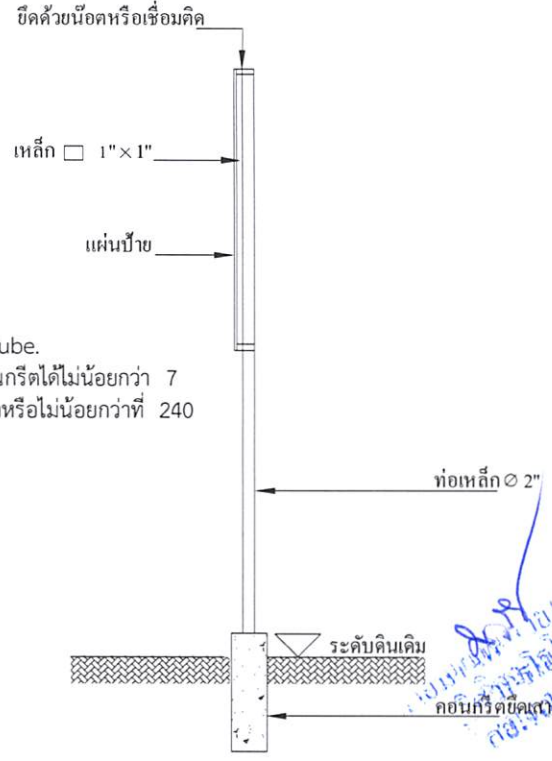 ยึดด้วยน๊อตหรือเชื่อมติด
เหล็ก □ 1"×1"
แผ่นป้าย
ube.
นกรีตได้ไม่น้อยกว่า 7
หรือไม่น้อยกว่าที่ 240
ท่อเหล็ก Ø 2"
ระดับดินเดิม
คอนกรีตยึดเสา